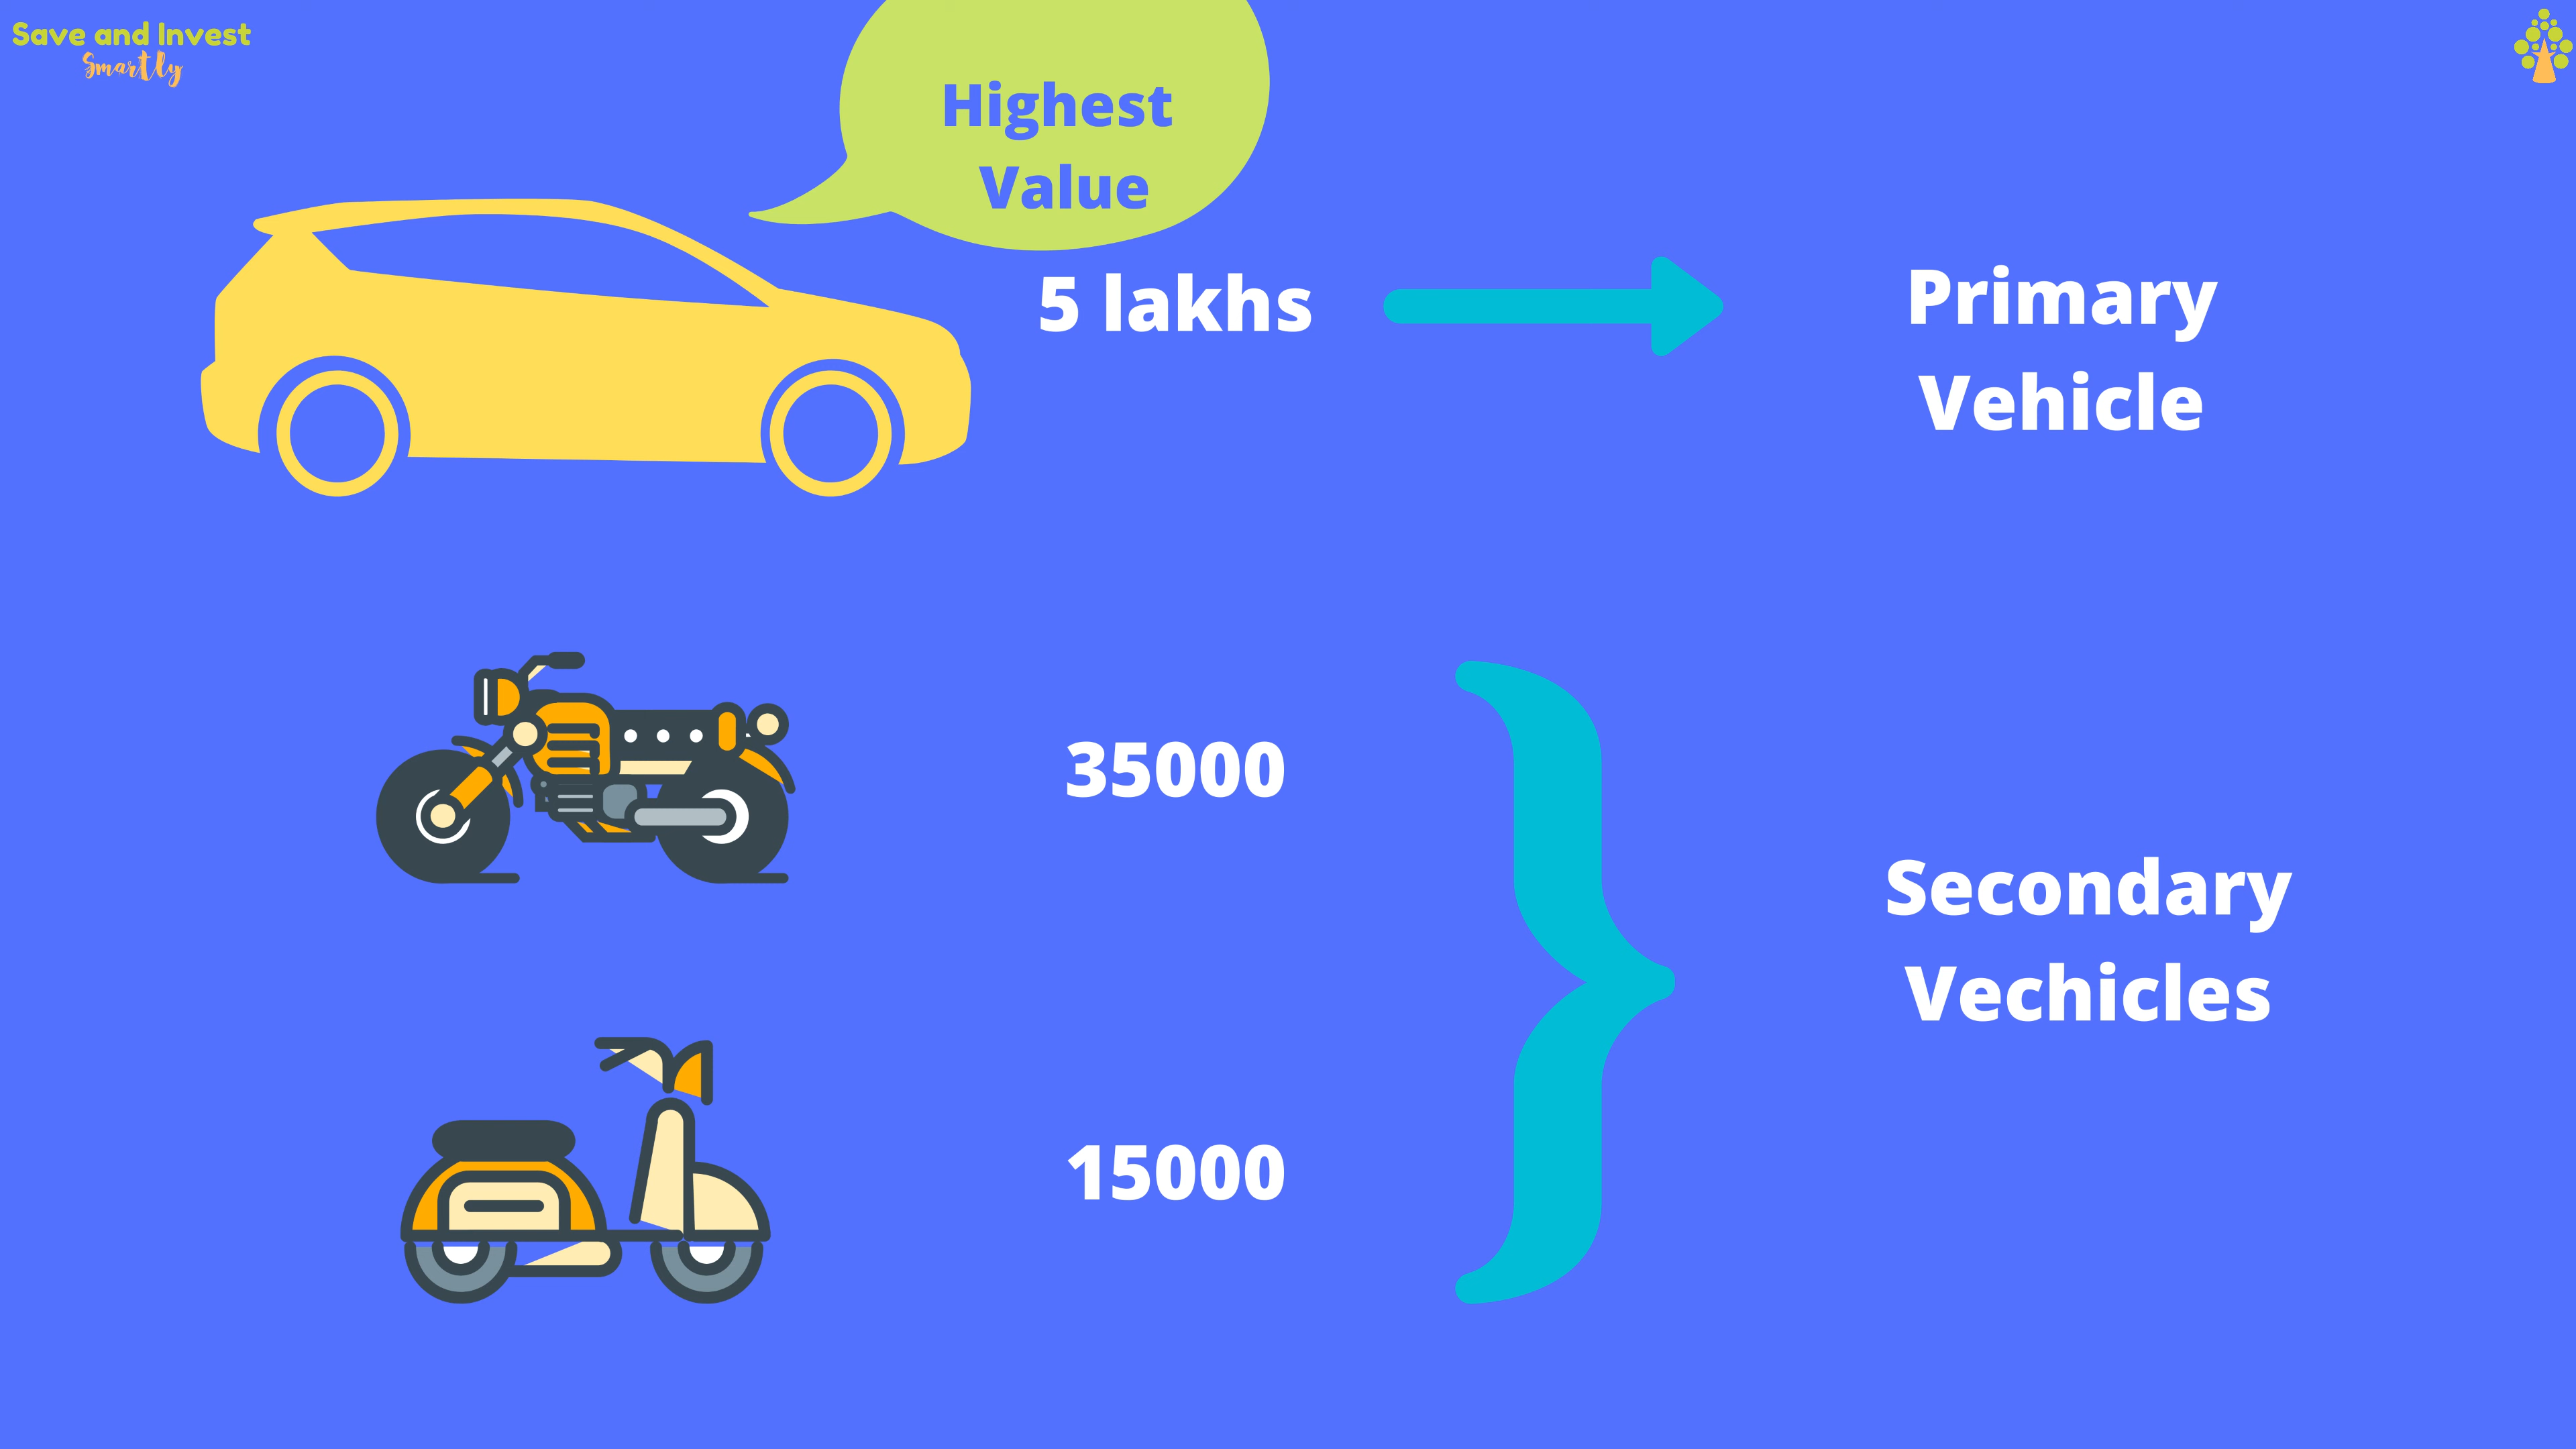 Save and Invest
Smartly
Highest
Value
5 lakhs
Primary
Vehicle
35000
Secondary
Vechicles
15000